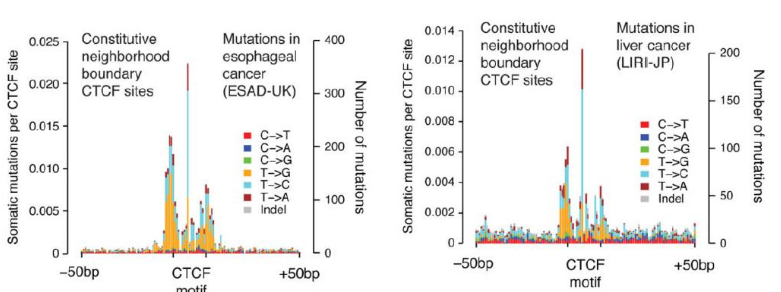 Somatic mutations per CTCF site
0.025
0.020
0.015
0.010
0.005
0
Constitutive
neighborhood
boundary
CTCF sites
Mutations in
esophageal
cancer
(ESAD-UK)
C->T
C->A
C->G
T->G
T->C
T->A
Indel
400
300
200
100
0
Number of mutations
−50bp
CTCF
motif
+50bp
Somatic mutations per CTCF site
0.014
0.012
0.010
0.008
0.006
0.004
0.002
0
Constitutive
neighborhood
boundary
CTCF sites
Mutations in
liver cancer
(LIRI-JP)
C->T
C->A
C->G
T->G
T->C
T->A
Indel
200
150
100
50
0
Number of mutations
−50bp
CTCF
motif
+50bp